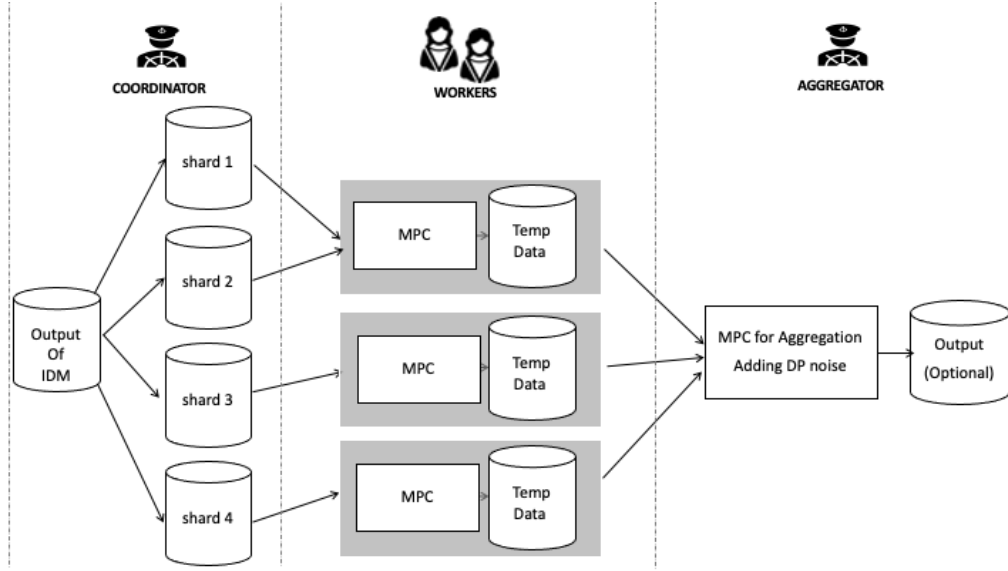 COORDINATOR
WORKERS
AGGREGATOR
Output
Of
IDM
shard 1
shard 2
shard 3
shard 4
MPC
Temp
Data
MPC
Temp
Data
MPC
Temp
Data
MPC for Aggregation
Adding DP noise
Output
(Optional)